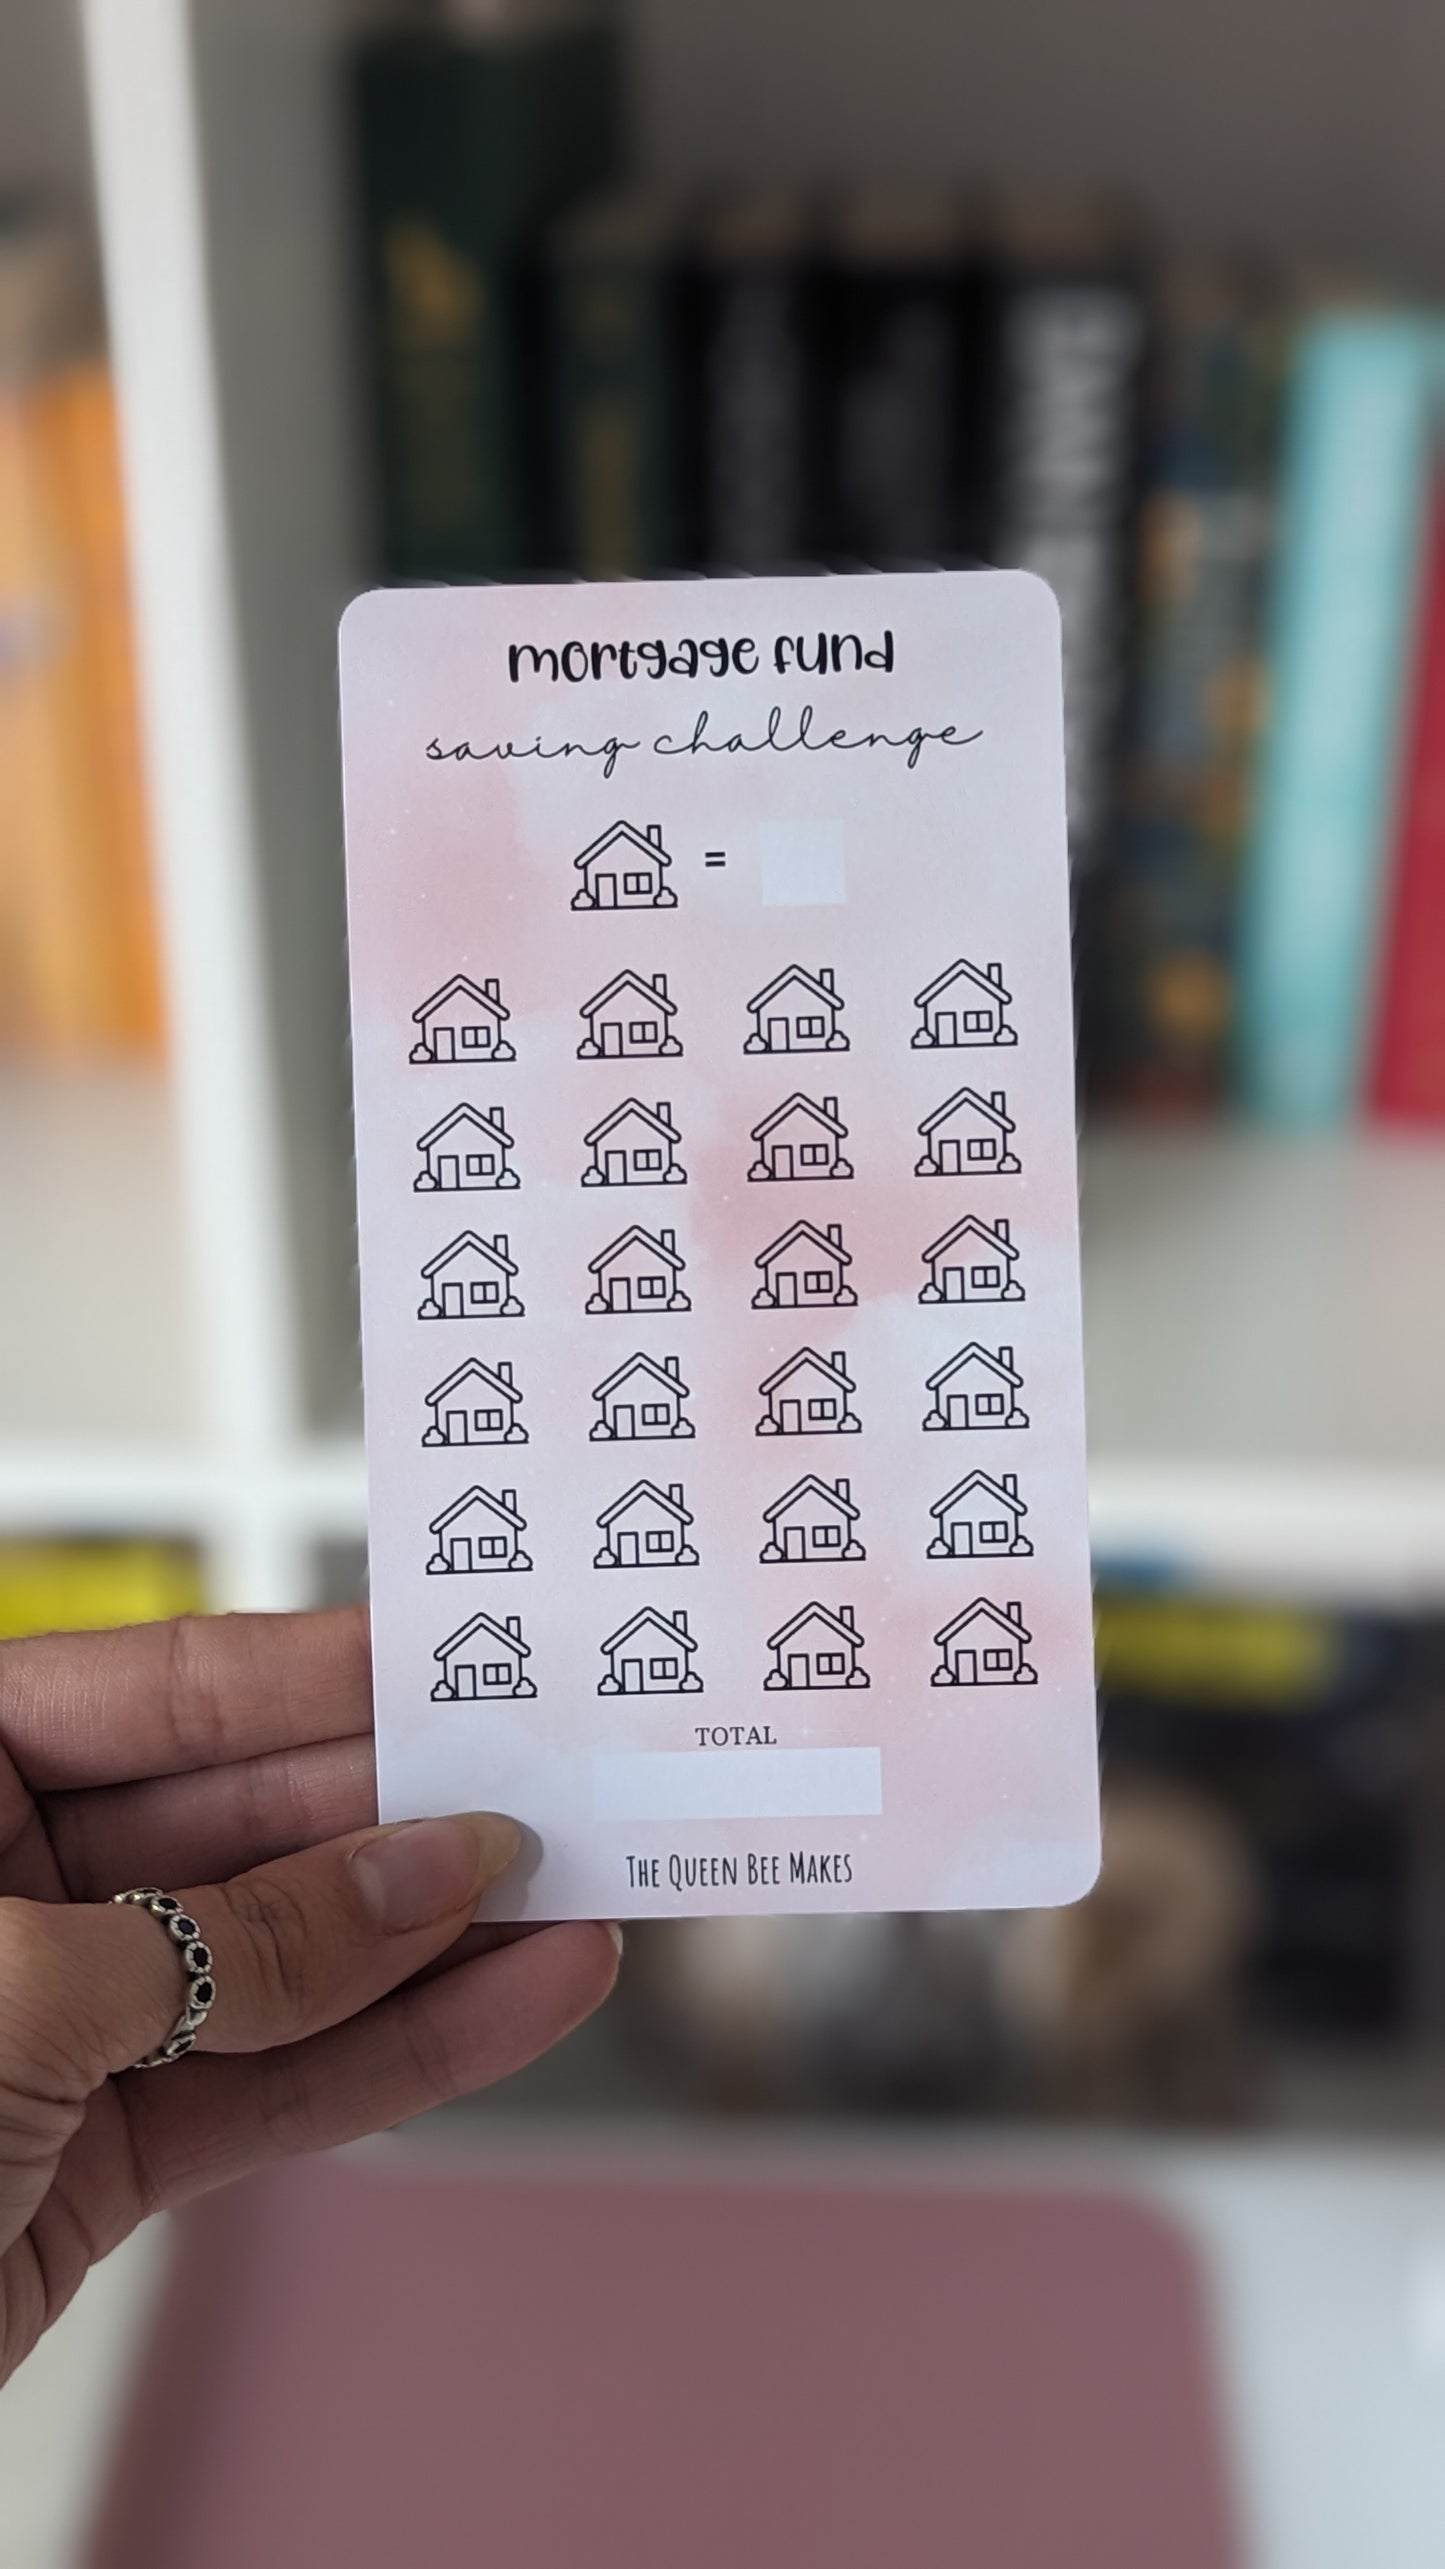 mortgage fund
saving challenge
=
TOTAL
THE QUEEN BEE MAKES